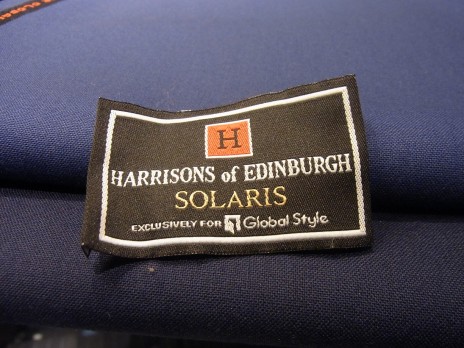 H
HARRISONS of EDINBURGH
SOLARIS
EXCLUSIVELY FOR Global Style